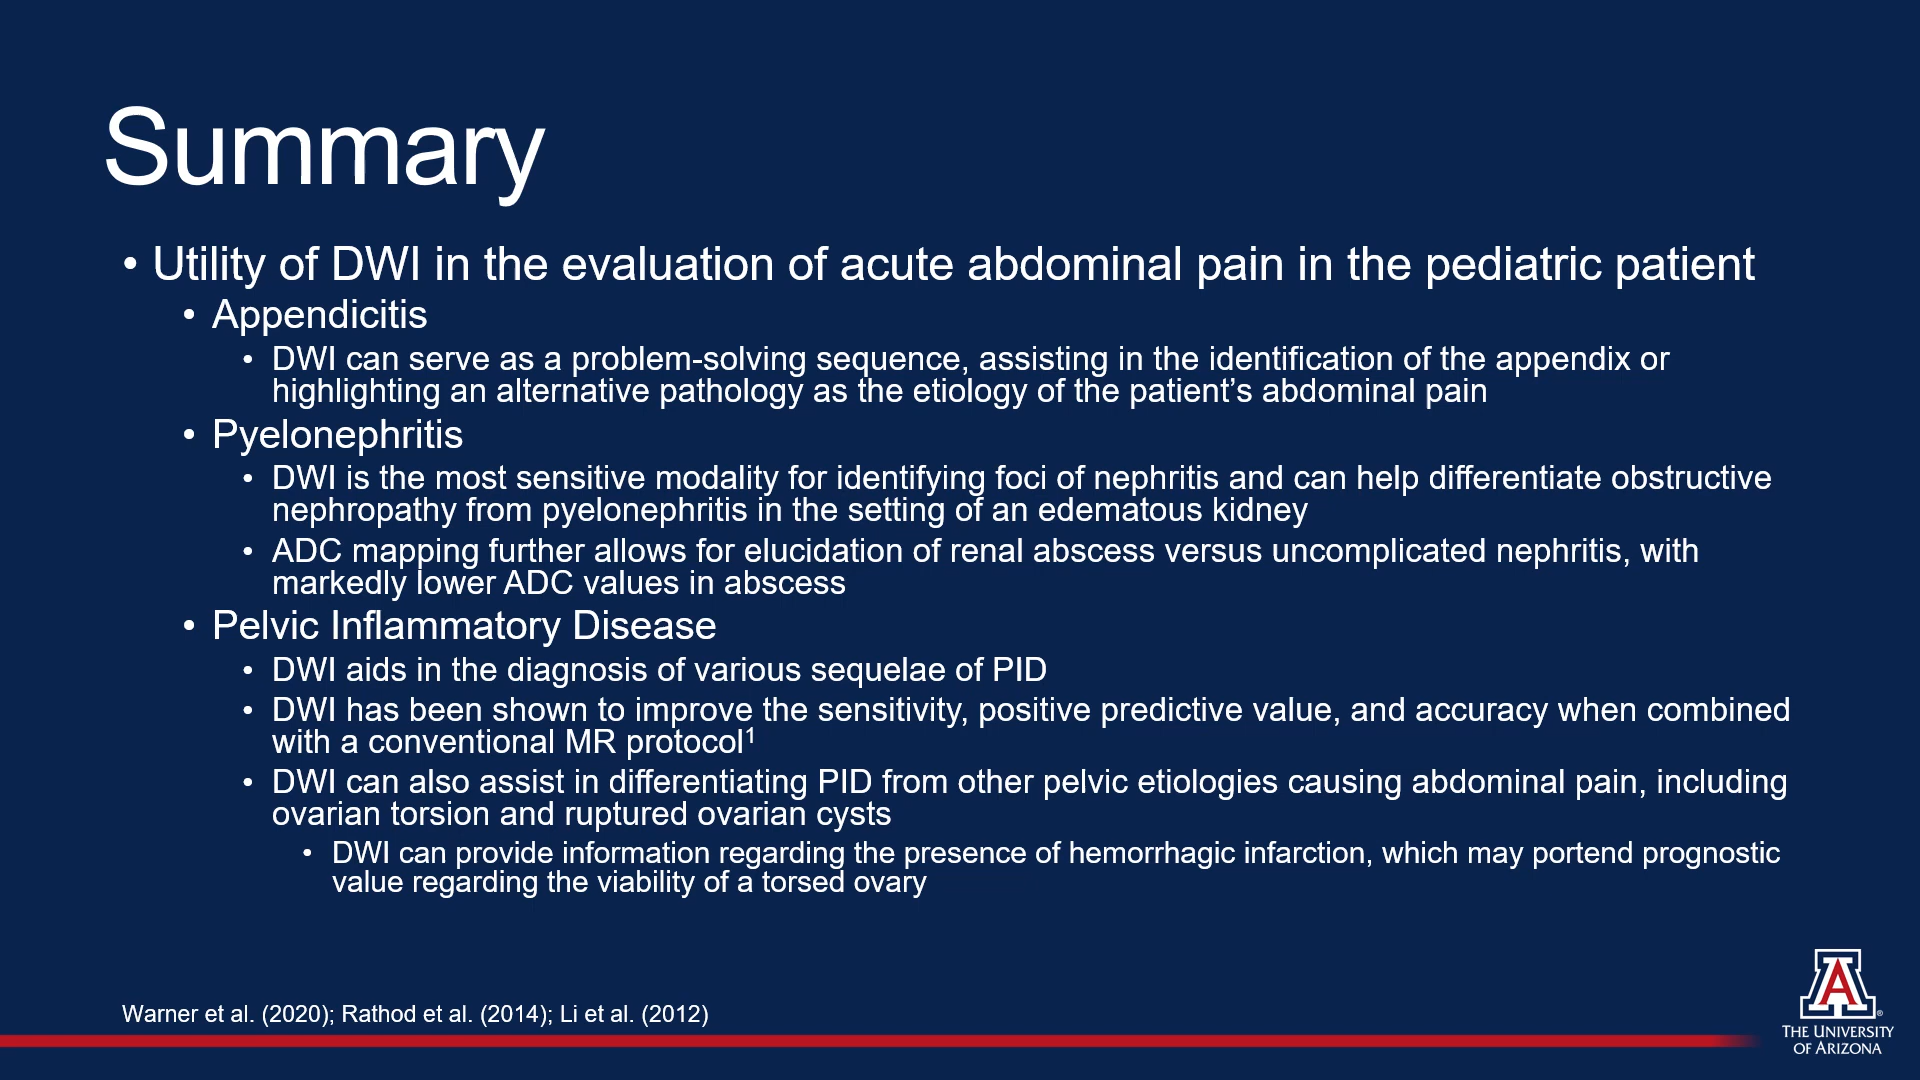 Summary
• Utility of DWI in the evaluation of acute abdominal pain in the pediatric patient
• Appendicitis
• DWI can serve as a problem-solving sequence, assisting in the identification of the appendix or
highlighting an alternative pathology as the etiology of the patient’s abdominal pain
• Pyelonephritis
• DWI is the most sensitive modality for identifying foci of nephritis and can help differentiate obstructive
nephropathy from pyelonephritis in the setting of an edematous kidney
• ADC mapping further allows for elucidation of renal abscess versus uncomplicated nephritis, with
markedly lower ADC values in abscess
• Pelvic Inflammatory Disease
• DWI aids in the diagnosis of various sequelae of PID
• DWI has been shown to improve the sensitivity, positive predictive value, and accuracy when combined
with a conventional MR protocol¹
• DWI can also assist in differentiating PID from other pelvic etiologies causing abdominal pain, including
ovarian torsion and ruptured ovarian cysts
• DWI can provide information regarding the presence of hemorrhagic infarction, which may portend prognostic
value regarding the viability of a torsed ovary
Warner et al. (2020); Rathod et al. (2014); Li et al. (2012)
A®
THE UNIVERSITY
OF ARIZONA